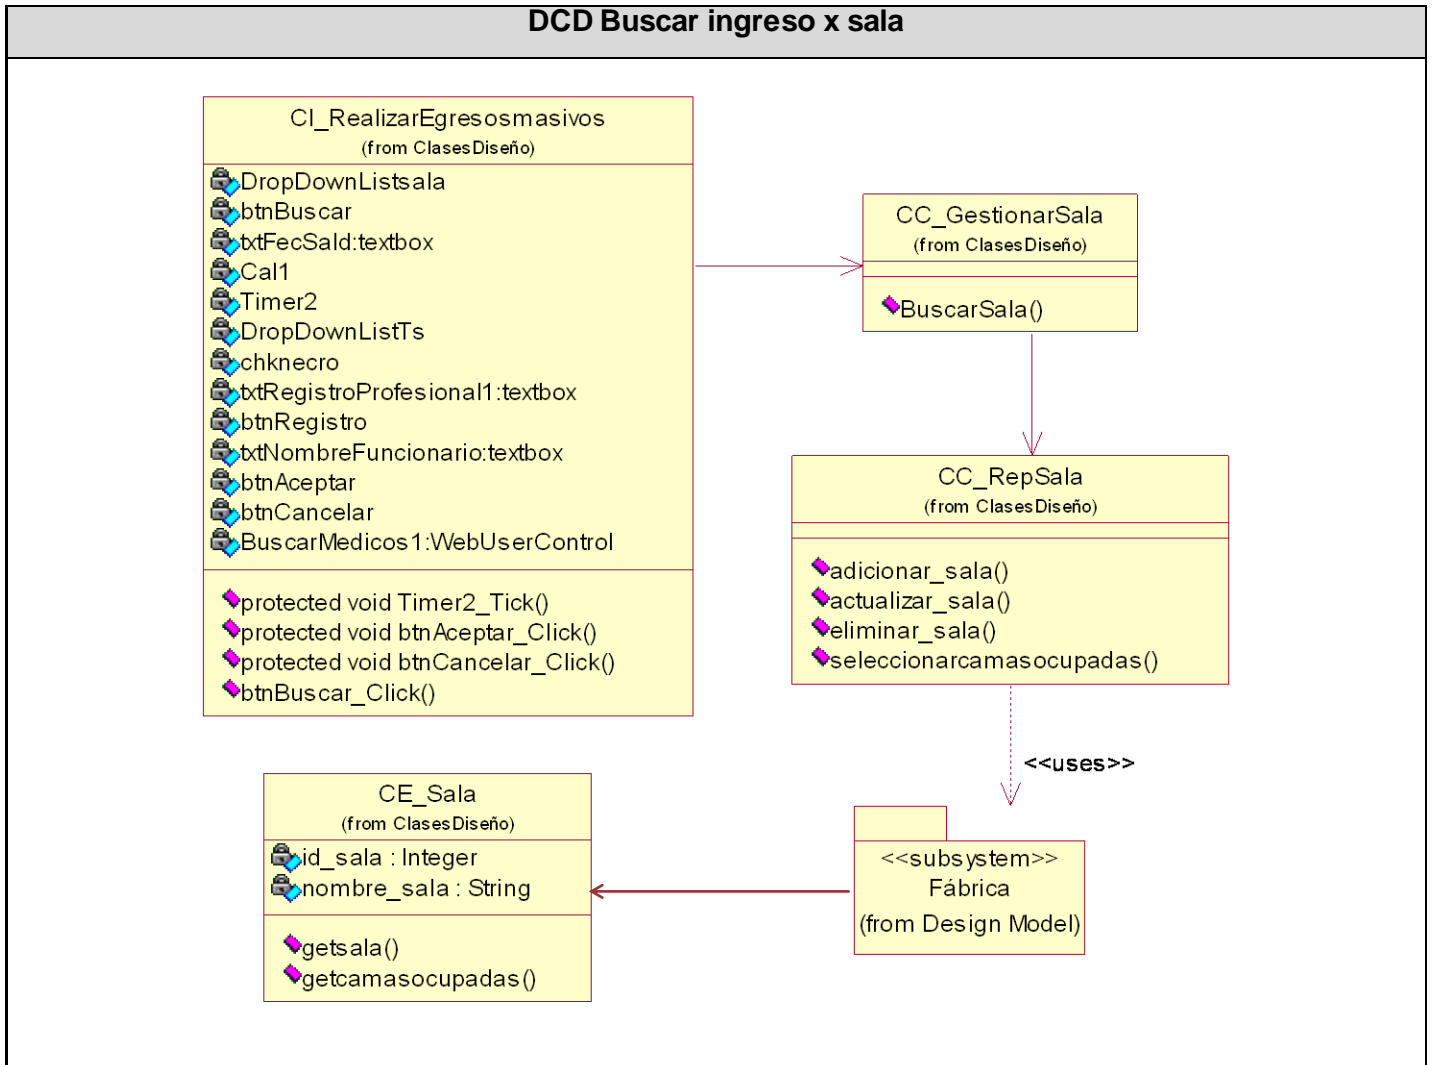 DCD Buscar ingreso x sala
CI_RealizarEgresosmasivos
(from ClasesDiseño)
DropDownListsala
btnBuscar
txtFecSald:textbox
Cal1
Timer2
DropDownListTs
chknecro
txtRegistroProfesional1:textbox
btnRegistro
txtNombreFuncionario:textbox
btnAceptar
btnCancelar
BuscarMedicos1:WebUserControl
protected void Timer2_Tick()
protected void btnAceptar_Click()
protected void btnCancelar_Click()
btnBuscar_Click()
CC_GestionarSala
(from ClasesDiseño)
BuscarSala()
CC_RepSala
(from ClasesDiseño)
adicionar_sala()
actualizar_sala()
eliminar_sala()
seleccionarcamasocupadas()
<<uses>>
CE_Sala
(from ClasesDiseño)
id_sala : Integer
nombre_sala : String
getsala()
getcamasocupadas()
<<subsystem>>
Fábrica
(from Design Model)